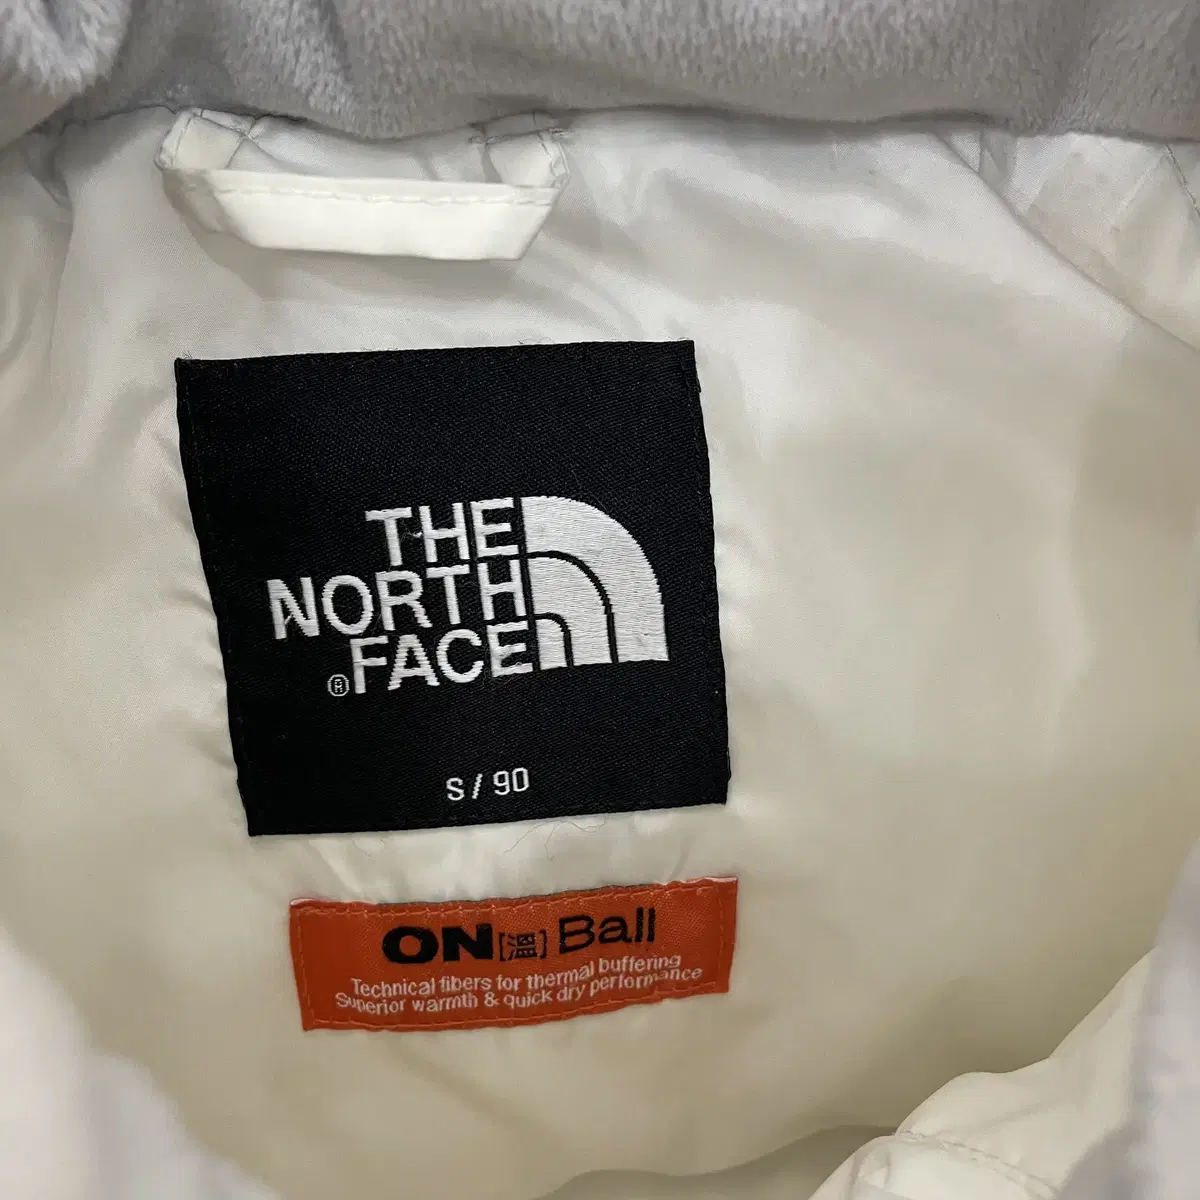 THE
NORTH
FACE®
S / 90
ON[溫] Ball
Technical fibers for thermal buffering
Superior warmth & quick dry performance